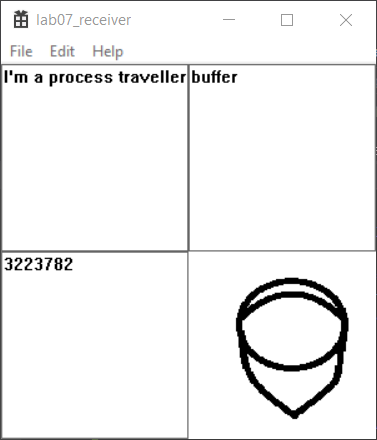 lab07_receiver
File Edit Help
I'm a process traveller
buffer
3223782